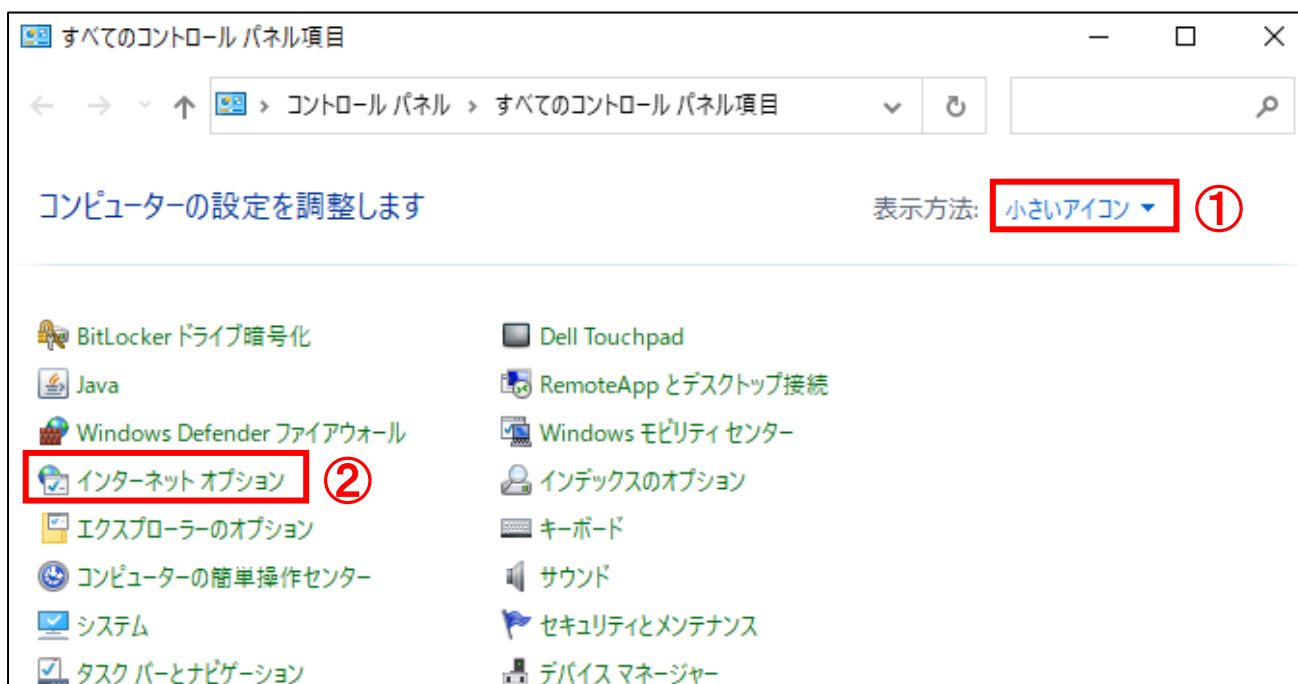 すべてのコントロール パネル項目
コントロール パネル > すべてのコントロール パネル項目
コンピューターの設定を調整します
表示方法: 小さいアイコン ①
BitLocker ドライブ暗号化
Dell Touchpad
Java
RemoteApp とデスクトップ接続
Windows Defender ファイアウォール
Windows モビリティ センター
インターネット オプション ②
インデックスのオプション
エクスプローラーのオプション
キーボード
コンピューターの簡単操作センター
サウンド
システム
セキュリティとメンテナンス
タスク バーとナビゲーション
デバイス マネージャー